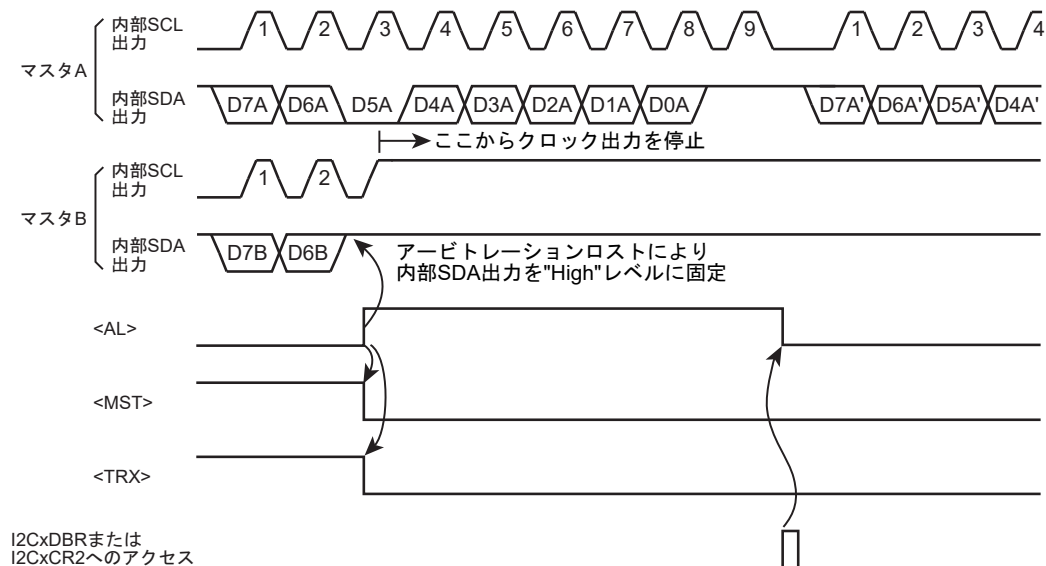 マスタA
内部SCL
出力
1 2 3 4 5 6 7 8 9 1 2 3 4
内部SDA
出力
D7A D6A D5A D4A D3A D2A D1A D0A D7A' D6A' D5A' D4A'
ここからクロック出力を停止
マスタB
内部SCL
出力
1 2
内部SDA
出力
D7B D6B
アービトレーションロストにより
内部SDA出力を"High"レベルに固定
<AL>
<MST>
<TRX>
I2CxDBRまたは
I2CxCR2へのアクセス